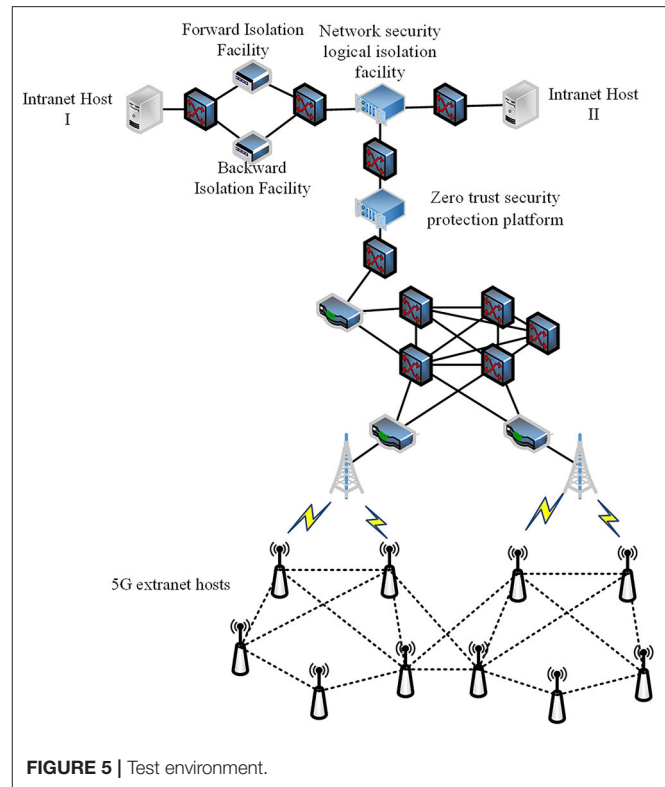 Forward Isolation
Facility
Network security
logical isolation
facility
Intranet Host
I
Intranet Host
II
Backward
Isolation Facility
Zero trust security
protection platform
5G extranet hosts
FIGURE 5 | Test environment.